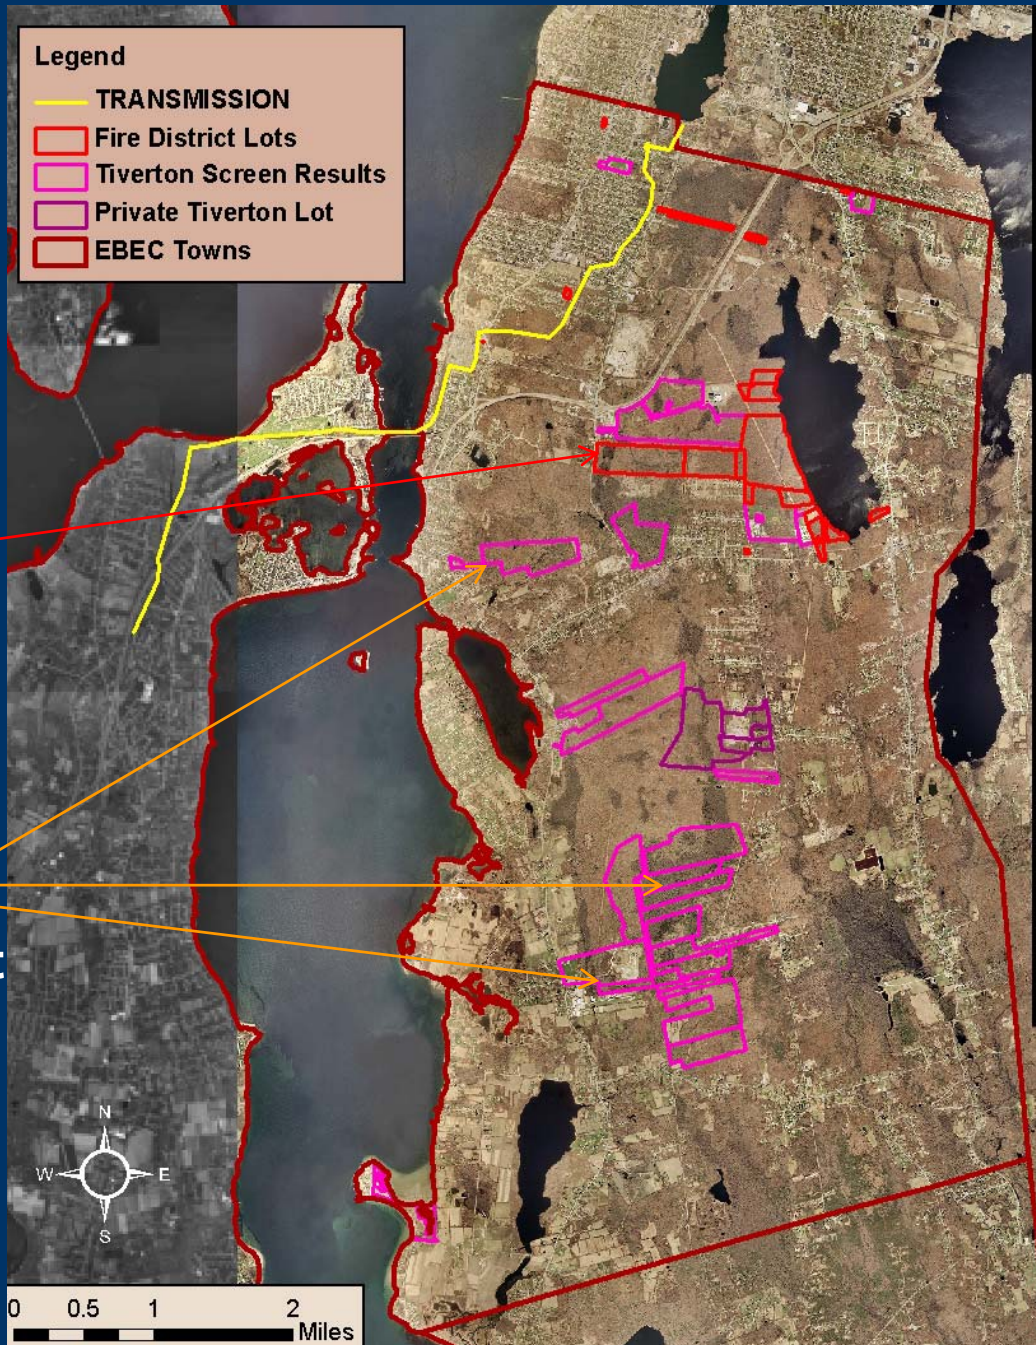 Legend
TRANSMISSION
Fire District Lots
Tiverton Screen Results
Private Tiverton Lot
EBEC Towns
t
N
W E
S
0 0.5 1 2
Miles